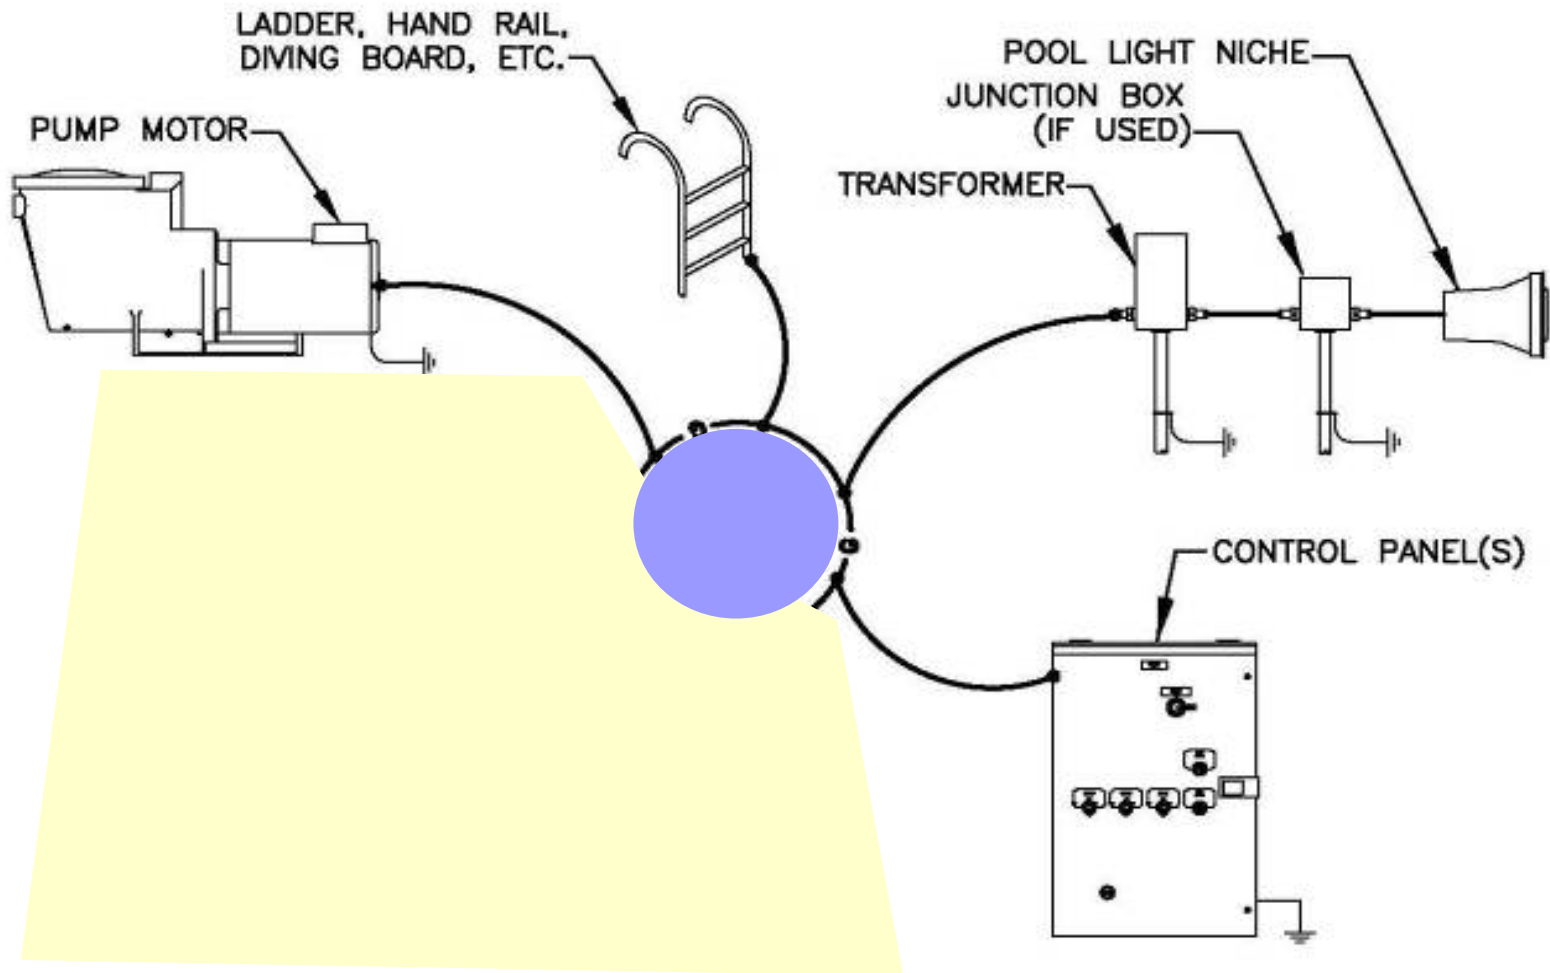 LADDER, HAND RAIL,
DIVING BOARD, ETC.
PUMP MOTOR
POOL LIGHT NICHE
JUNCTION BOX
(IF USED)
TRANSFORMER
G
CONTROL PANEL(S)